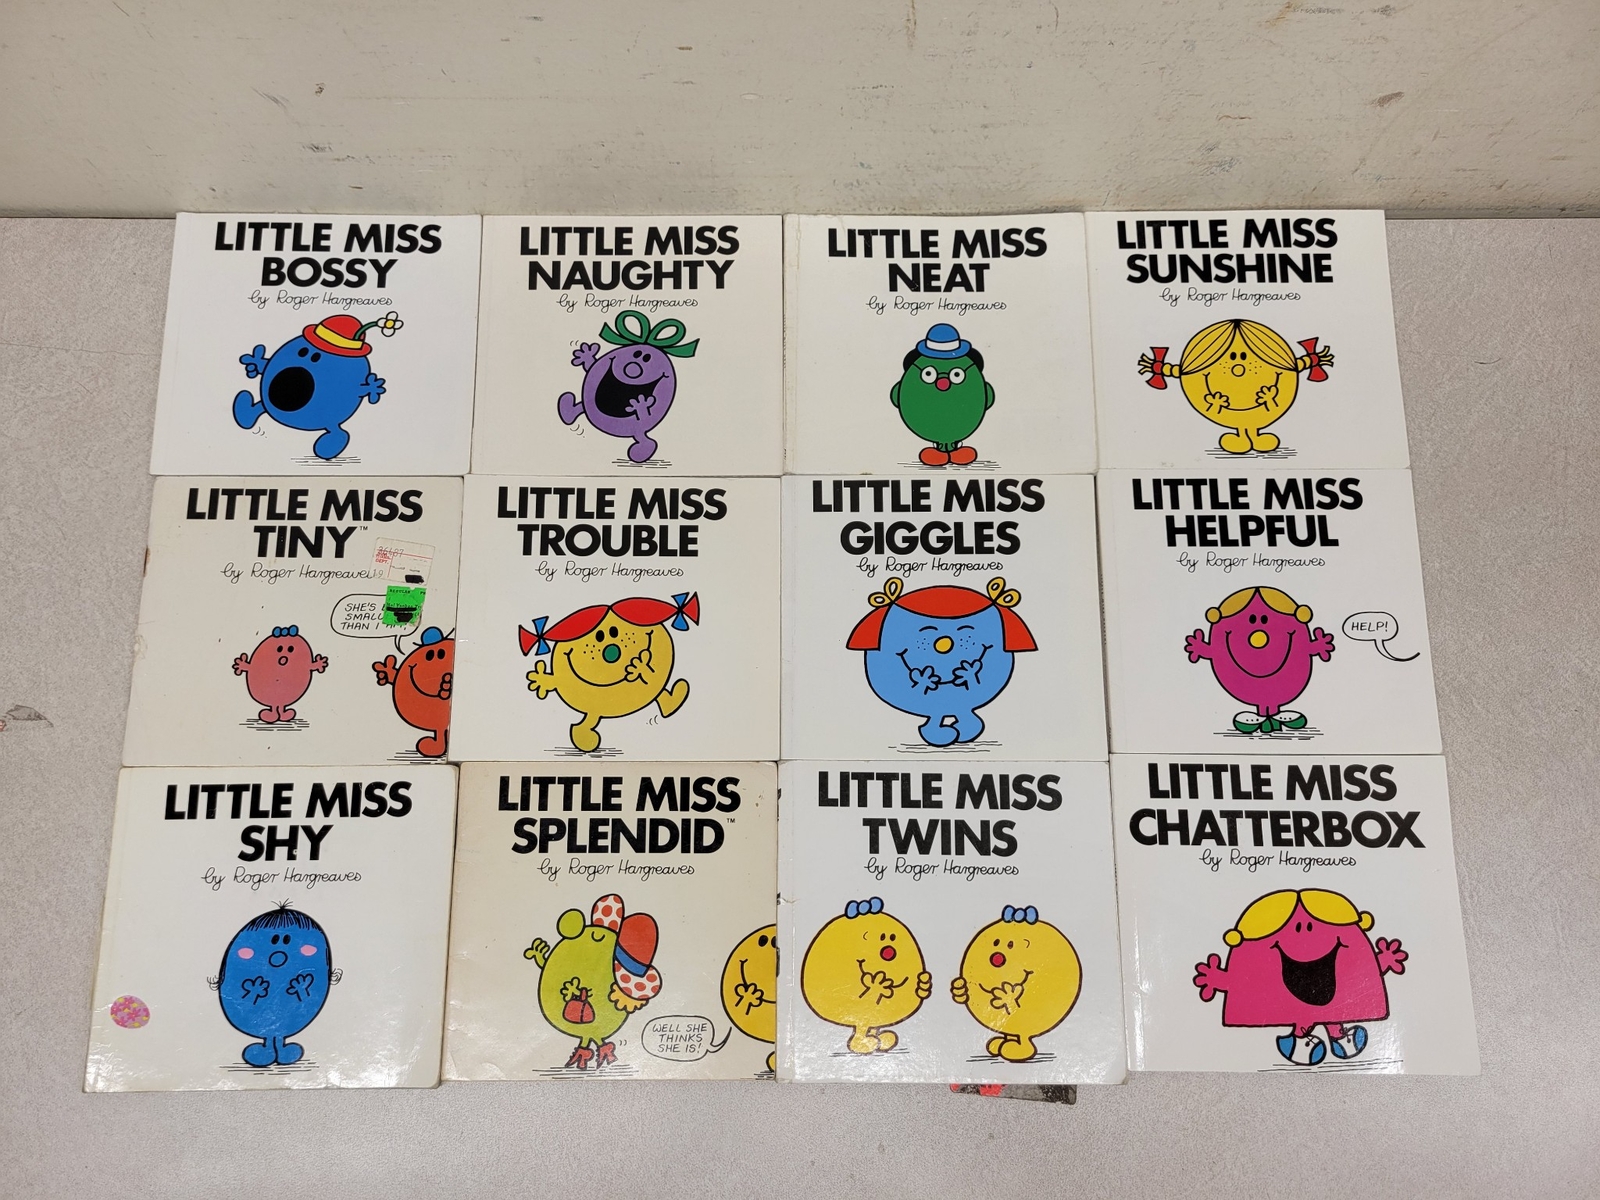 LITTLE MISS
BOSSY
by Roger Hargreaves
LITTLE MISS
NAUGHTY
by Roger Hargreaves
LITTLE MISS
NEAT
by Roger Hargreaves
LITTLE MISS
SUNSHINE
by Roger Hargreaves
LITTLE MISS
TINY™
by Roger Hargreaves
SHE'S
SMALL
THAN I
LITTLE MISS
TROUBLE
by Roger Hargreaves
LITTLE MISS
GIGGLES
by Roger Hargreaves
LITTLE MISS
HELPFUL
by Roger Hargreaves
HELP!
LITTLE MISS
SHY
by Roger Hargreaves
LITTLE MISS
SPLENDID™
by Roger Hargreaves
WELL SHE
THINKS
SHE IS!
LITTLE MISS
TWINS
by Roger Hargreaves
LITTLE MISS
CHATTERBOX
by Roger Hargreaves